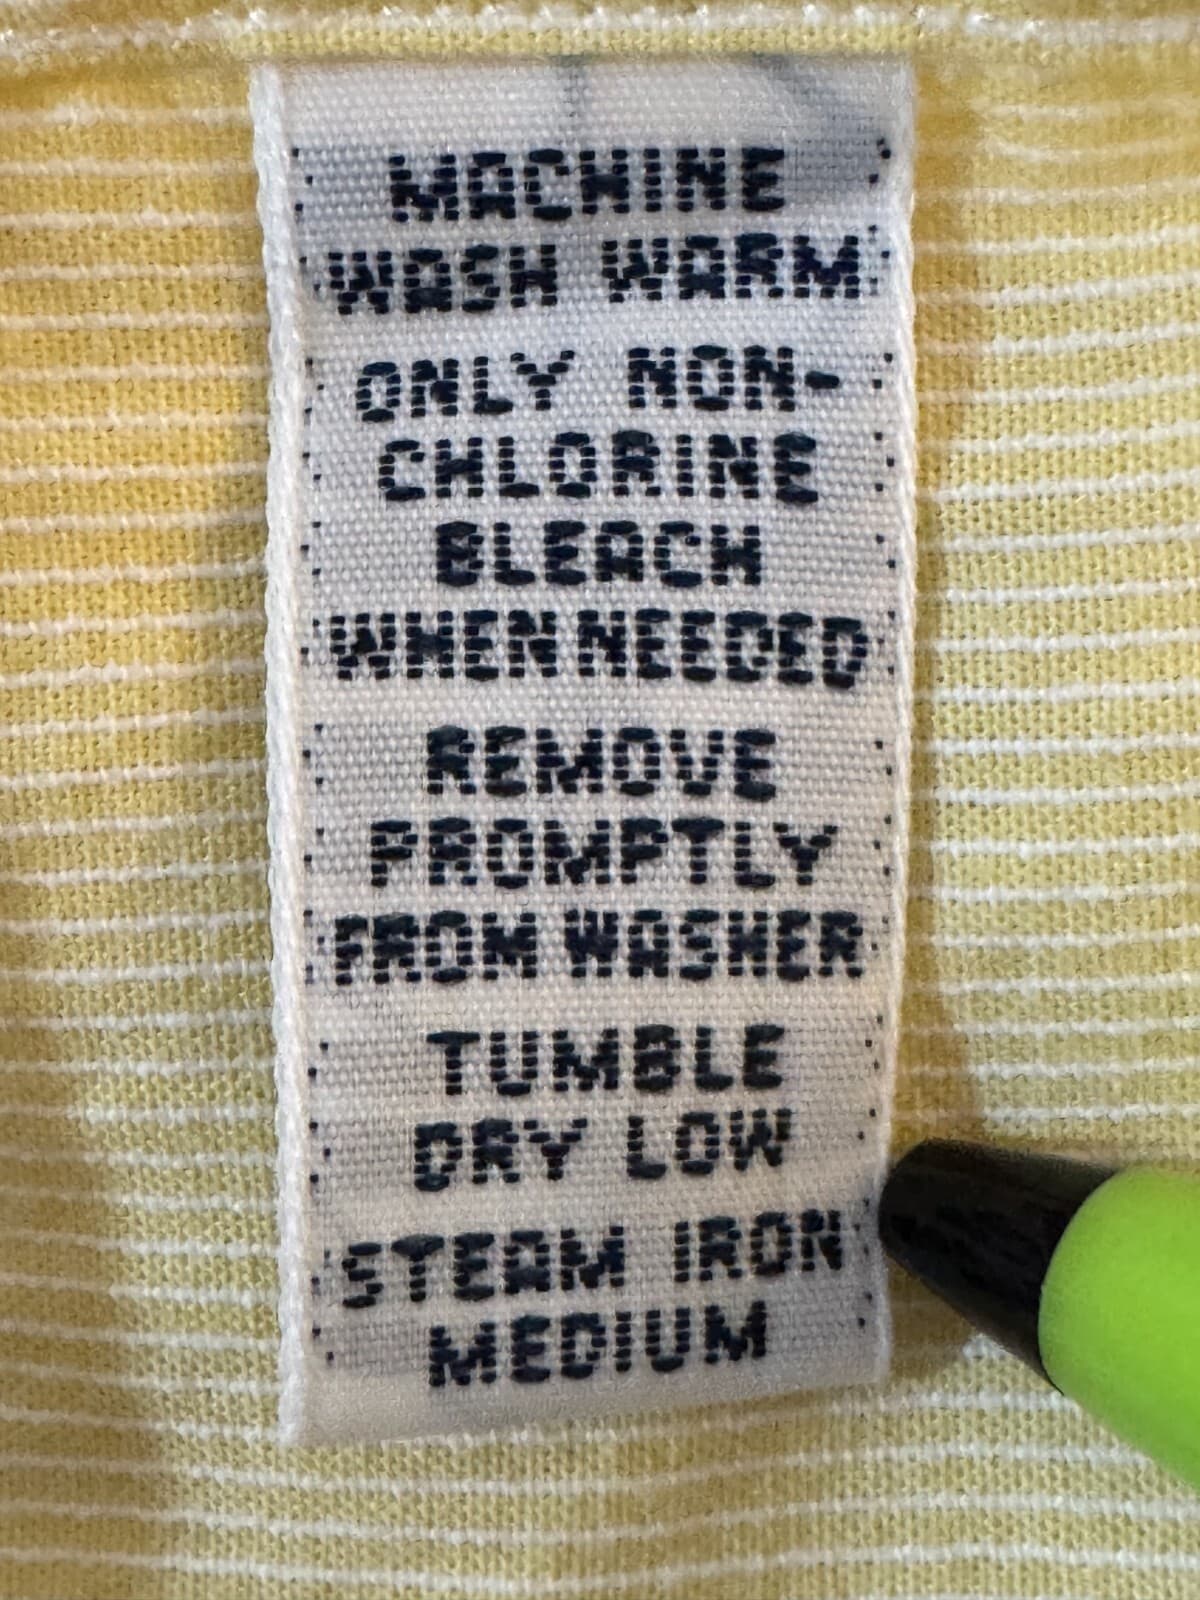 MACHINE
WASH WARM
ONLY NON-
CHLORINE
BLEACH
WHEN NEEDED
REMOVE
PROMPTLY
FROM WASHER
TUMBLE
DRY LOW
STEAM IRON
MEDIUM